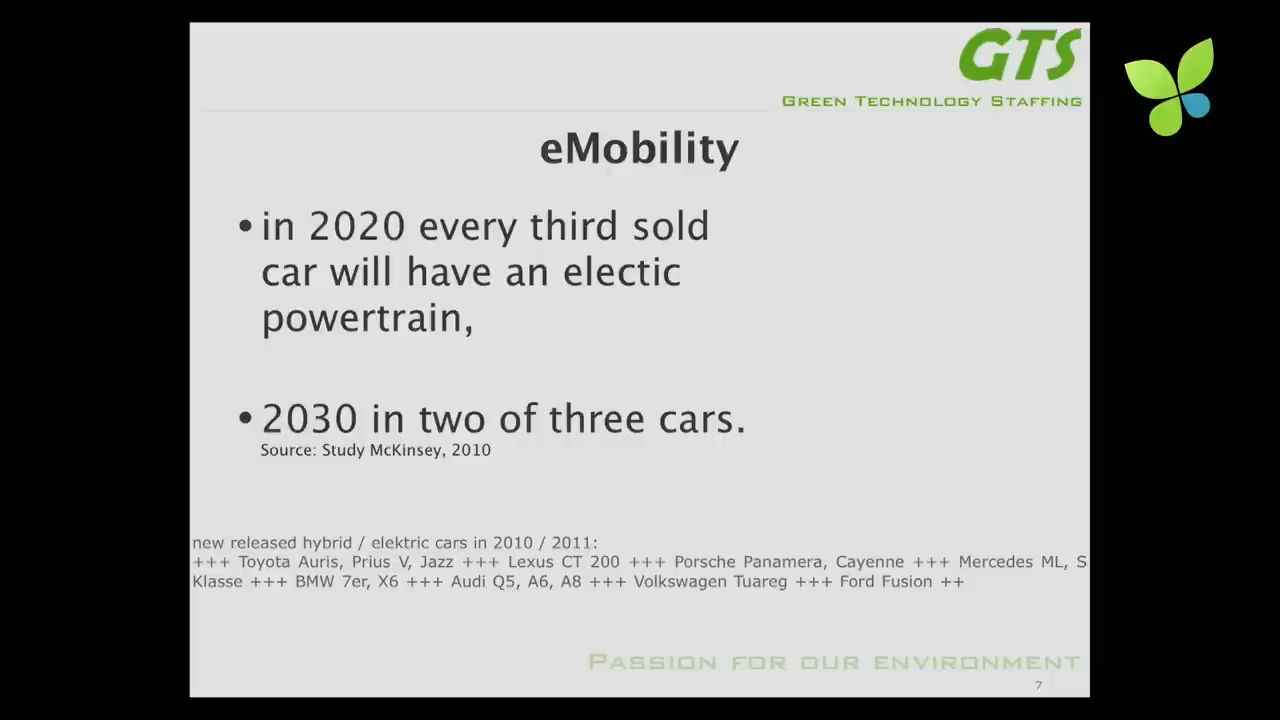 GTS
Green Technology Staffing
eMobility
• in 2020 every third sold
car will have an electic
powertrain,
• 2030 in two of three cars.
Source: Study McKinsey, 2010
new released hybrid / elektric cars in 2010 / 2011:
+++ Toyota Auris, Prius V, Jazz +++ Lexus CT 200 +++ Porsche Panamera, Cayenne +++ Mercedes ML, S
Klasse +++ BMW 7er, X6 +++ Audi Q5, A6, A8 +++ Volkswagen Tuareg +++ Ford Fusion ++
Passion for our environment
7